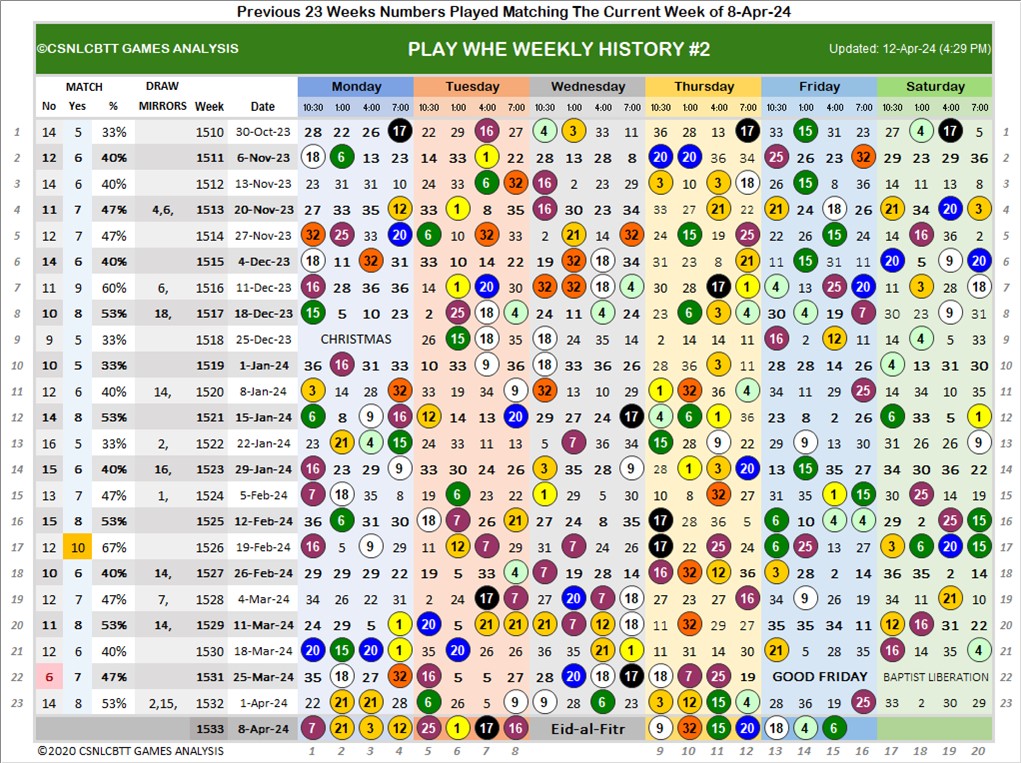 Previous 23 Weeks Numbers Played Matching The Current Week of 8-Apr-24
©CSNLCBTT GAMES ANALYSIS PLAY WHE WEEKLY HISTORY #2 Updated: 12-Apr-24 (4:29 PM)
MATCH DRAW Monday Tuesday Wednesday Thursday Friday Saturday
No Yes % MIRRORS Week Date 10:30 1:00 4:00 7:00 10:30 1:00 4:00 7:00 10:30 1:00 4:00 7:00 10:30 1:00 4:00 7:00 10:30 1:00 4:00 7:00 10:30 1:00 4:00 7:00
1 14 5 33% 1510 30-Oct-23 28 22 26 17 22 29 16 27 4 3 33 11 36 28 13 17 33 15 31 23 27 4 17 5 1
2 12 6 40% 1511 6-Nov-23 18 6 13 23 14 33 1 22 28 13 28 8 20 20 36 34 25 26 23 32 29 23 29 36 2
3 14 6 40% 1512 13-Nov-23 23 31 31 10 24 33 6 32 16 2 23 29 3 10 3 18 26 15 8 36 14 11 13 8 3
4 11 7 47% 4,6, 1513 20-Nov-23 27 33 35 12 33 1 8 35 16 30 23 34 33 27 21 22 21 24 18 26 21 34 20 3 4
5 12 7 47% 1514 27-Nov-23 32 25 33 20 6 10 32 33 2 21 14 32 24 15 19 25 22 26 15 24 14 16 36 2 5
6 14 6 40% 1515 4-Dec-23 18 11 32 31 33 10 14 22 19 32 18 34 31 23 8 21 11 15 31 11 20 5 9 20 6
7 11 9 60% 6, 1516 11-Dec-23 16 28 36 36 14 1 20 30 32 32 18 4 30 28 17 1 4 13 25 20 11 3 28 18 7
8 10 8 53% 18, 1517 18-Dec-23 15 5 10 23 2 25 18 4 24 11 4 24 23 6 3 4 30 4 19 7 30 23 9 31 8
9 9 5 33% 1518 25-Dec-23 CHRISTMAS 26 15 18 35 18 24 35 14 2 14 14 11 16 2 12 11 14 4 5 33 9
10 10 5 33% 1519 1-Jan-24 36 16 31 33 10 33 9 36 18 33 36 26 28 36 3 11 28 28 14 26 4 13 31 30 10
11 12 6 40% 14, 1520 8-Jan-24 3 14 28 32 33 19 34 9 32 13 10 29 1 32 36 4 34 11 29 25 14 34 10 35 11
12 14 8 53% 1521 15-Jan-24 6 8 9 16 12 14 13 20 29 27 24 17 4 6 1 36 23 8 2 26 6 33 5 1 12
13 16 5 33% 2, 1522 22-Jan-24 23 21 4 15 24 33 11 13 5 7 36 34 15 28 9 22 29 9 13 30 31 26 26 9 13
14 15 6 40% 16, 1523 29-Jan-24 16 23 29 9 33 30 24 26 3 35 28 9 28 1 3 20 13 15 35 27 34 30 36 22 14
15 13 7 47% 1, 1524 5-Feb-24 7 18 35 8 19 6 23 22 1 29 5 30 10 8 32 27 31 35 1 15 30 25 14 19 15
16 15 8 53% 1525 12-Feb-24 36 6 31 30 18 7 26 21 27 24 8 35 17 28 36 5 6 10 4 4 29 2 25 15 16
17 12 10 67% 1526 19-Feb-24 16 5 9 29 11 12 7 29 31 7 24 26 17 22 25 24 6 25 13 27 3 6 20 15 17
18 10 6 40% 14, 1527 26-Feb-24 29 29 29 22 19 5 33 4 7 19 28 14 16 32 12 36 3 28 2 14 36 35 2 14 18
19 12 7 47% 7, 1528 4-Mar-24 34 26 22 31 2 24 17 7 27 20 7 18 27 23 27 16 34 9 26 19 34 11 21 10 19
20 11 8 53% 14, 1529 11-Mar-24 24 29 5 1 20 5 21 21 21 7 12 18 20 32 29 27 35 35 34 11 12 16 31 22 20
21 12 6 40% 1530 18-Mar-24 20 15 20 1 35 20 26 26 36 35 21 1 11 31 14 30 21 5 28 35 16 14 35 4 21
22 6 7 47% 1531 25-Mar-24 35 18 27 32 16 5 5 27 28 20 18 17 18 7 25 19 GOOD FRIDAY BAPTIST LIBERATION 22
23 14 8 53% 2,15, 1532 1-Apr-24 22 21 21 28 6 26 5 9 9 28 6 23 3 12 15 4 28 36 19 25 33 2 30 29 23
1533 8-Apr-24 7 21 3 12 25 1 17 16 Eid-al-Fitr 9 32 15 20 18 4 6
©2020 CSNLCBTT GAMES ANALYSIS 1 2 3 4 5 6 7 8 9 10 11 12 13 14 15 16 17 18 19 20